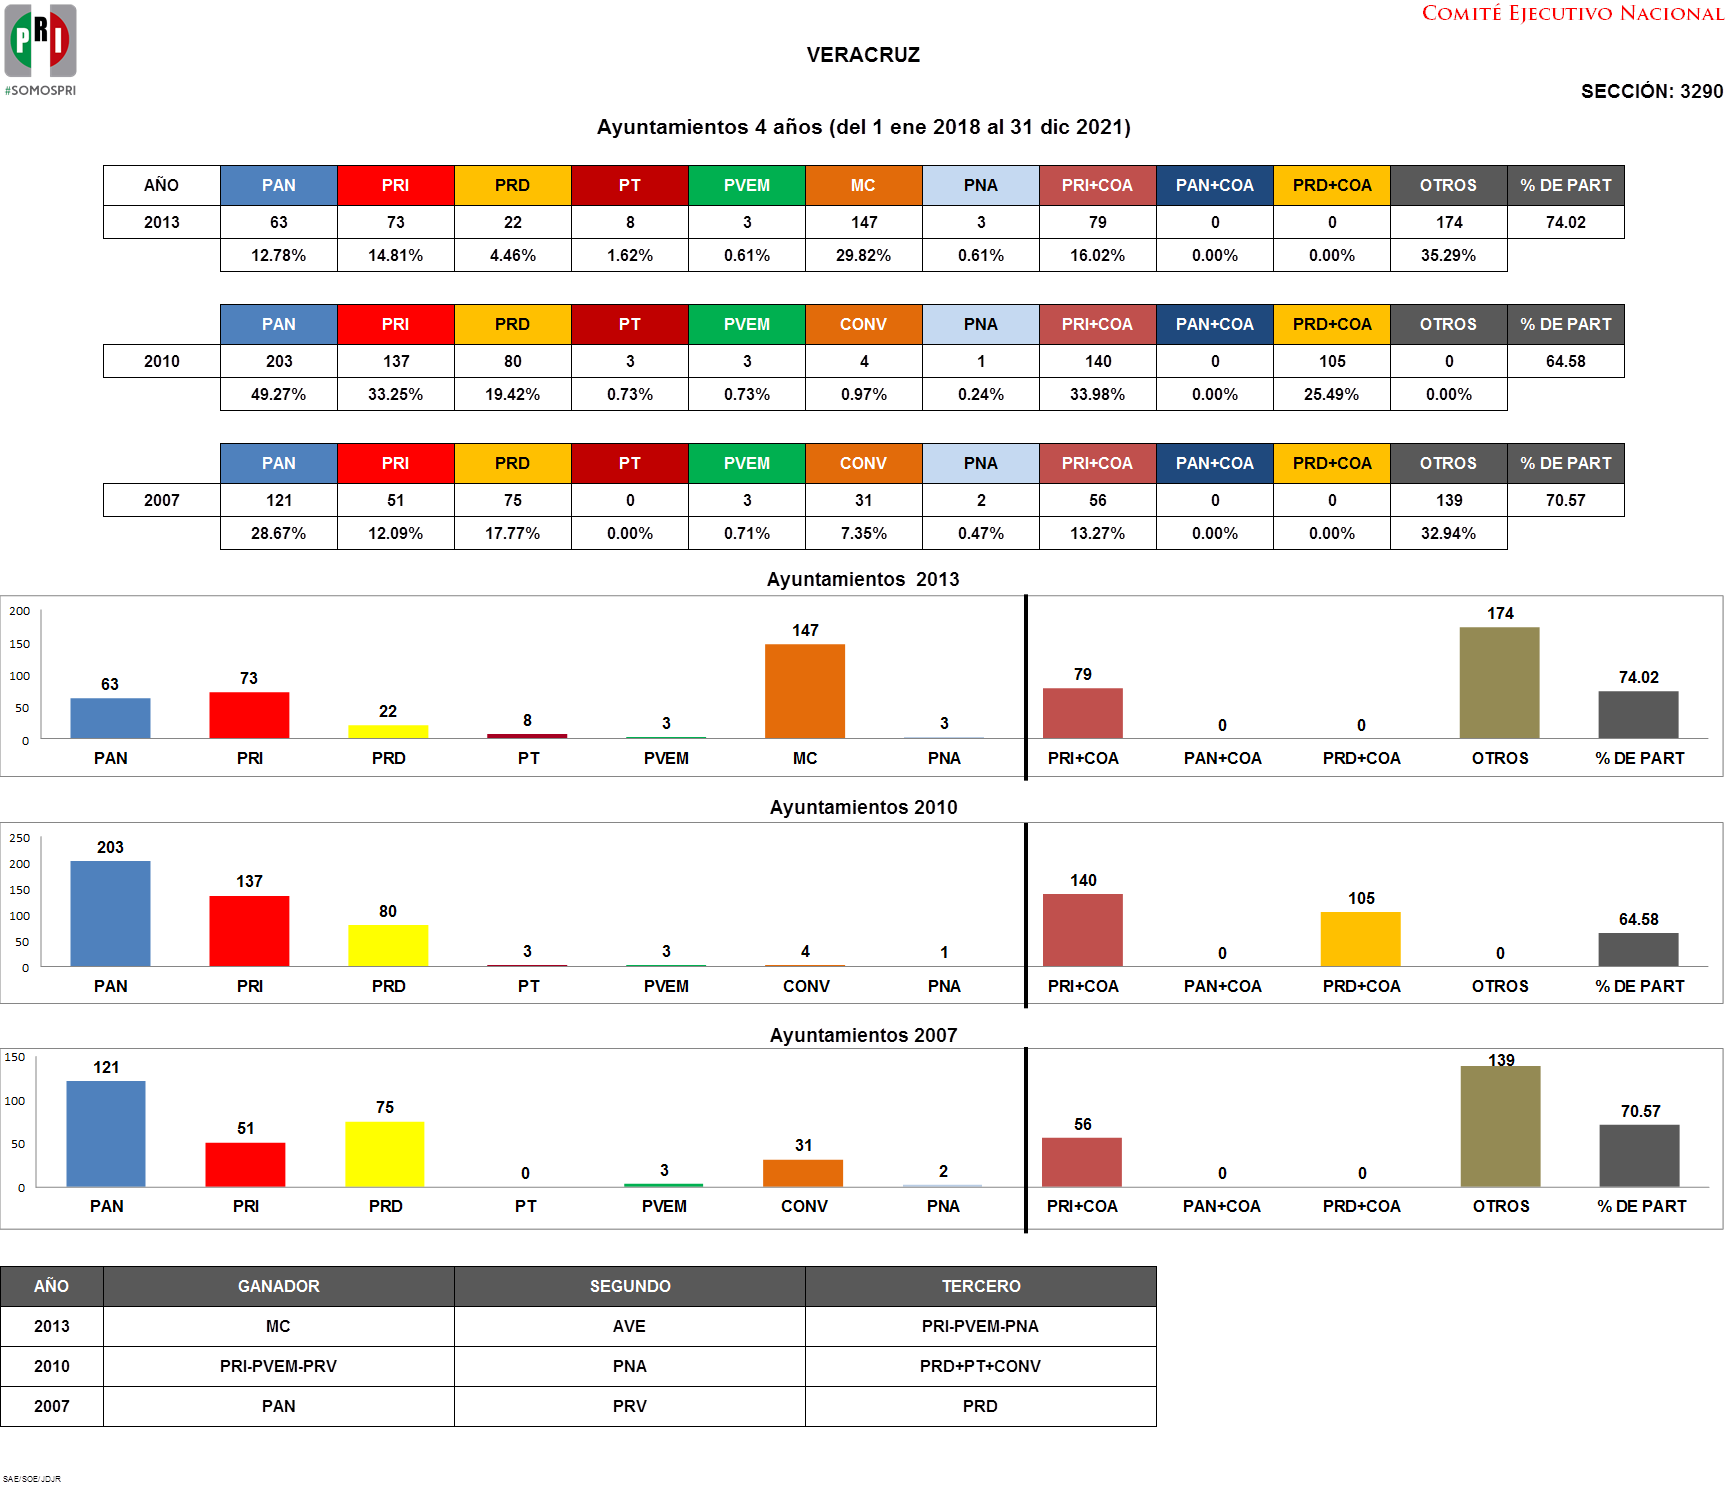 COMITÉ EJECUTIVO NACIONAL
PRI
#SOMOSPRI
VERACRUZ
SECCIÓN: 3290
Ayuntamientos 4 años (del 1 ene 2018 al 31 dic 2021)
AÑO PAN PRI PRD PT PVEM MC PNA PRI+COA PAN+COA PRD+COA OTROS % DE PART
2013 63 73 22 8 3 147 3 79 0 0 174 74.02
12.78% 14.81% 4.46% 1.62% 0.61% 29.82% 0.61% 16.02% 0.00% 0.00% 35.29%
PAN PRI PRD PT PVEM CONV PNA PRI+COA PAN+COA PRD+COA OTROS % DE PART
2010 203 137 80 3 3 4 1 140 0 105 0 64.58
49.27% 33.25% 19.42% 0.73% 0.73% 0.97% 0.24% 33.98% 0.00% 25.49% 0.00%
PAN PRI PRD PT PVEM CONV PNA PRI+COA PAN+COA PRD+COA OTROS % DE PART
2007 121 51 75 0 3 31 2 56 0 0 139 70.57
28.67% 12.09% 17.77% 0.00% 0.71% 7.35% 0.47% 13.27% 0.00% 0.00% 32.94%
Ayuntamientos 2013
200
150
100
50
0
63 73 22 8 3 147 3 79 0 0 174 74.02
PAN PRI PRD PT PVEM MC PNA PRI+COA PAN+COA PRD+COA OTROS % DE PART
Ayuntamientos 2010
250
200
150
100
50
0
203 137 80 3 3 4 1 140 0 105 0 64.58
PAN PRI PRD PT PVEM CONV PNA PRI+COA PAN+COA PRD+COA OTROS % DE PART
Ayuntamientos 2007
150
100
50
0
121 51 75 0 3 31 2 56 0 0 139 70.57
PAN PRI PRD PT PVEM CONV PNA PRI+COA PAN+COA PRD+COA OTROS % DE PART
AÑO GANADOR SEGUNDO TERCERO
2013 MC AVE PRI-PVEM-PNA
2010 PRI-PVEM-PRV PNA PRD+PT+CONV
2007 PAN PRV PRD
SAE/SOE/JDJR